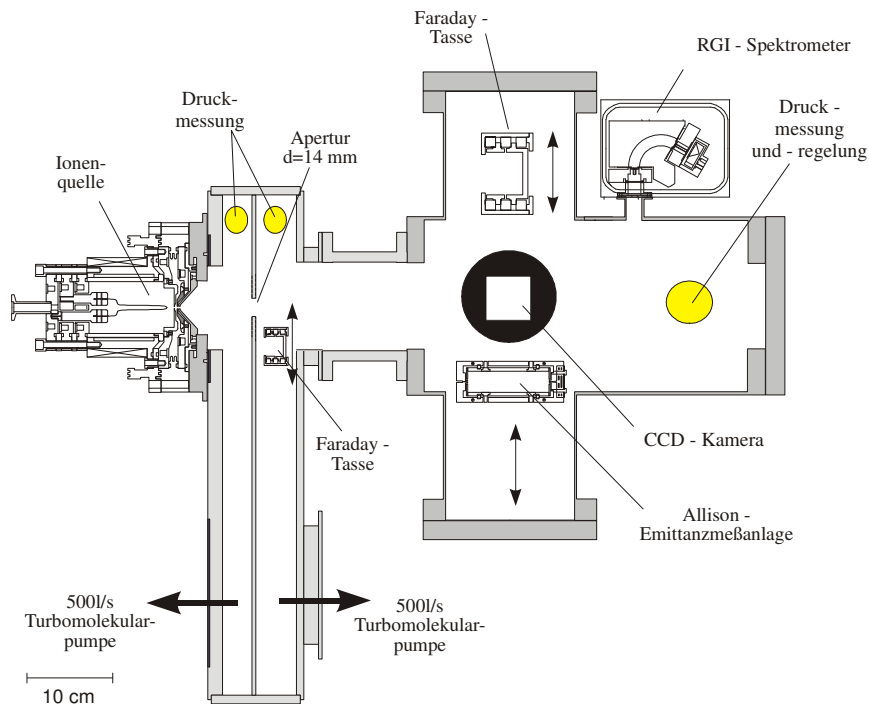 Faraday -
Tasse
RGI - Spektrometer
Druck-
messung
Apertur
d=14 mm
Druck -
messung
und - regelung
Ionen-
quelle
Faraday -
Tasse
CCD - Kamera
Allison -
Emittanzmeßanlage
500l/s
Turbomolekular-
pumpe
500l/s
Turbomolekular-
pumpe
10 cm